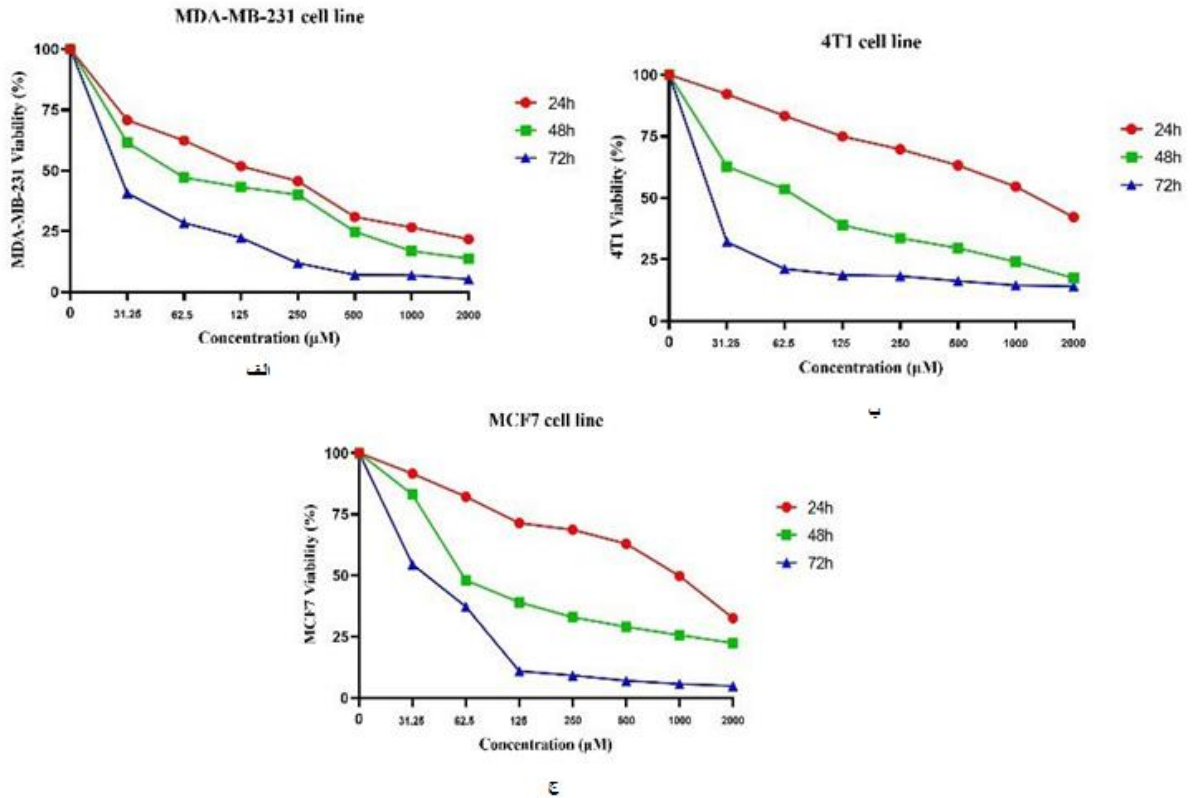 MDA-MB-231 cell line
MDA-MB-231 Viability (%)
100
75
50
25
0
0 31.25 62.5 125 250 500 1000 2000
Concentration (µM)
24h
48h
72h
الف
4T1 cell line
4T1 Viability (%)
100
75
50
25
0
0 31.25 62.5 125 250 500 1000 2000
Concentration (µM)
24h
48h
72h
ب
MCF7 cell line
MCF7 Viability (%)
100
75
50
25
0
0 31.25 62.5 125 250 500 1000 2000
Concentration (µM)
24h
48h
72h
ج